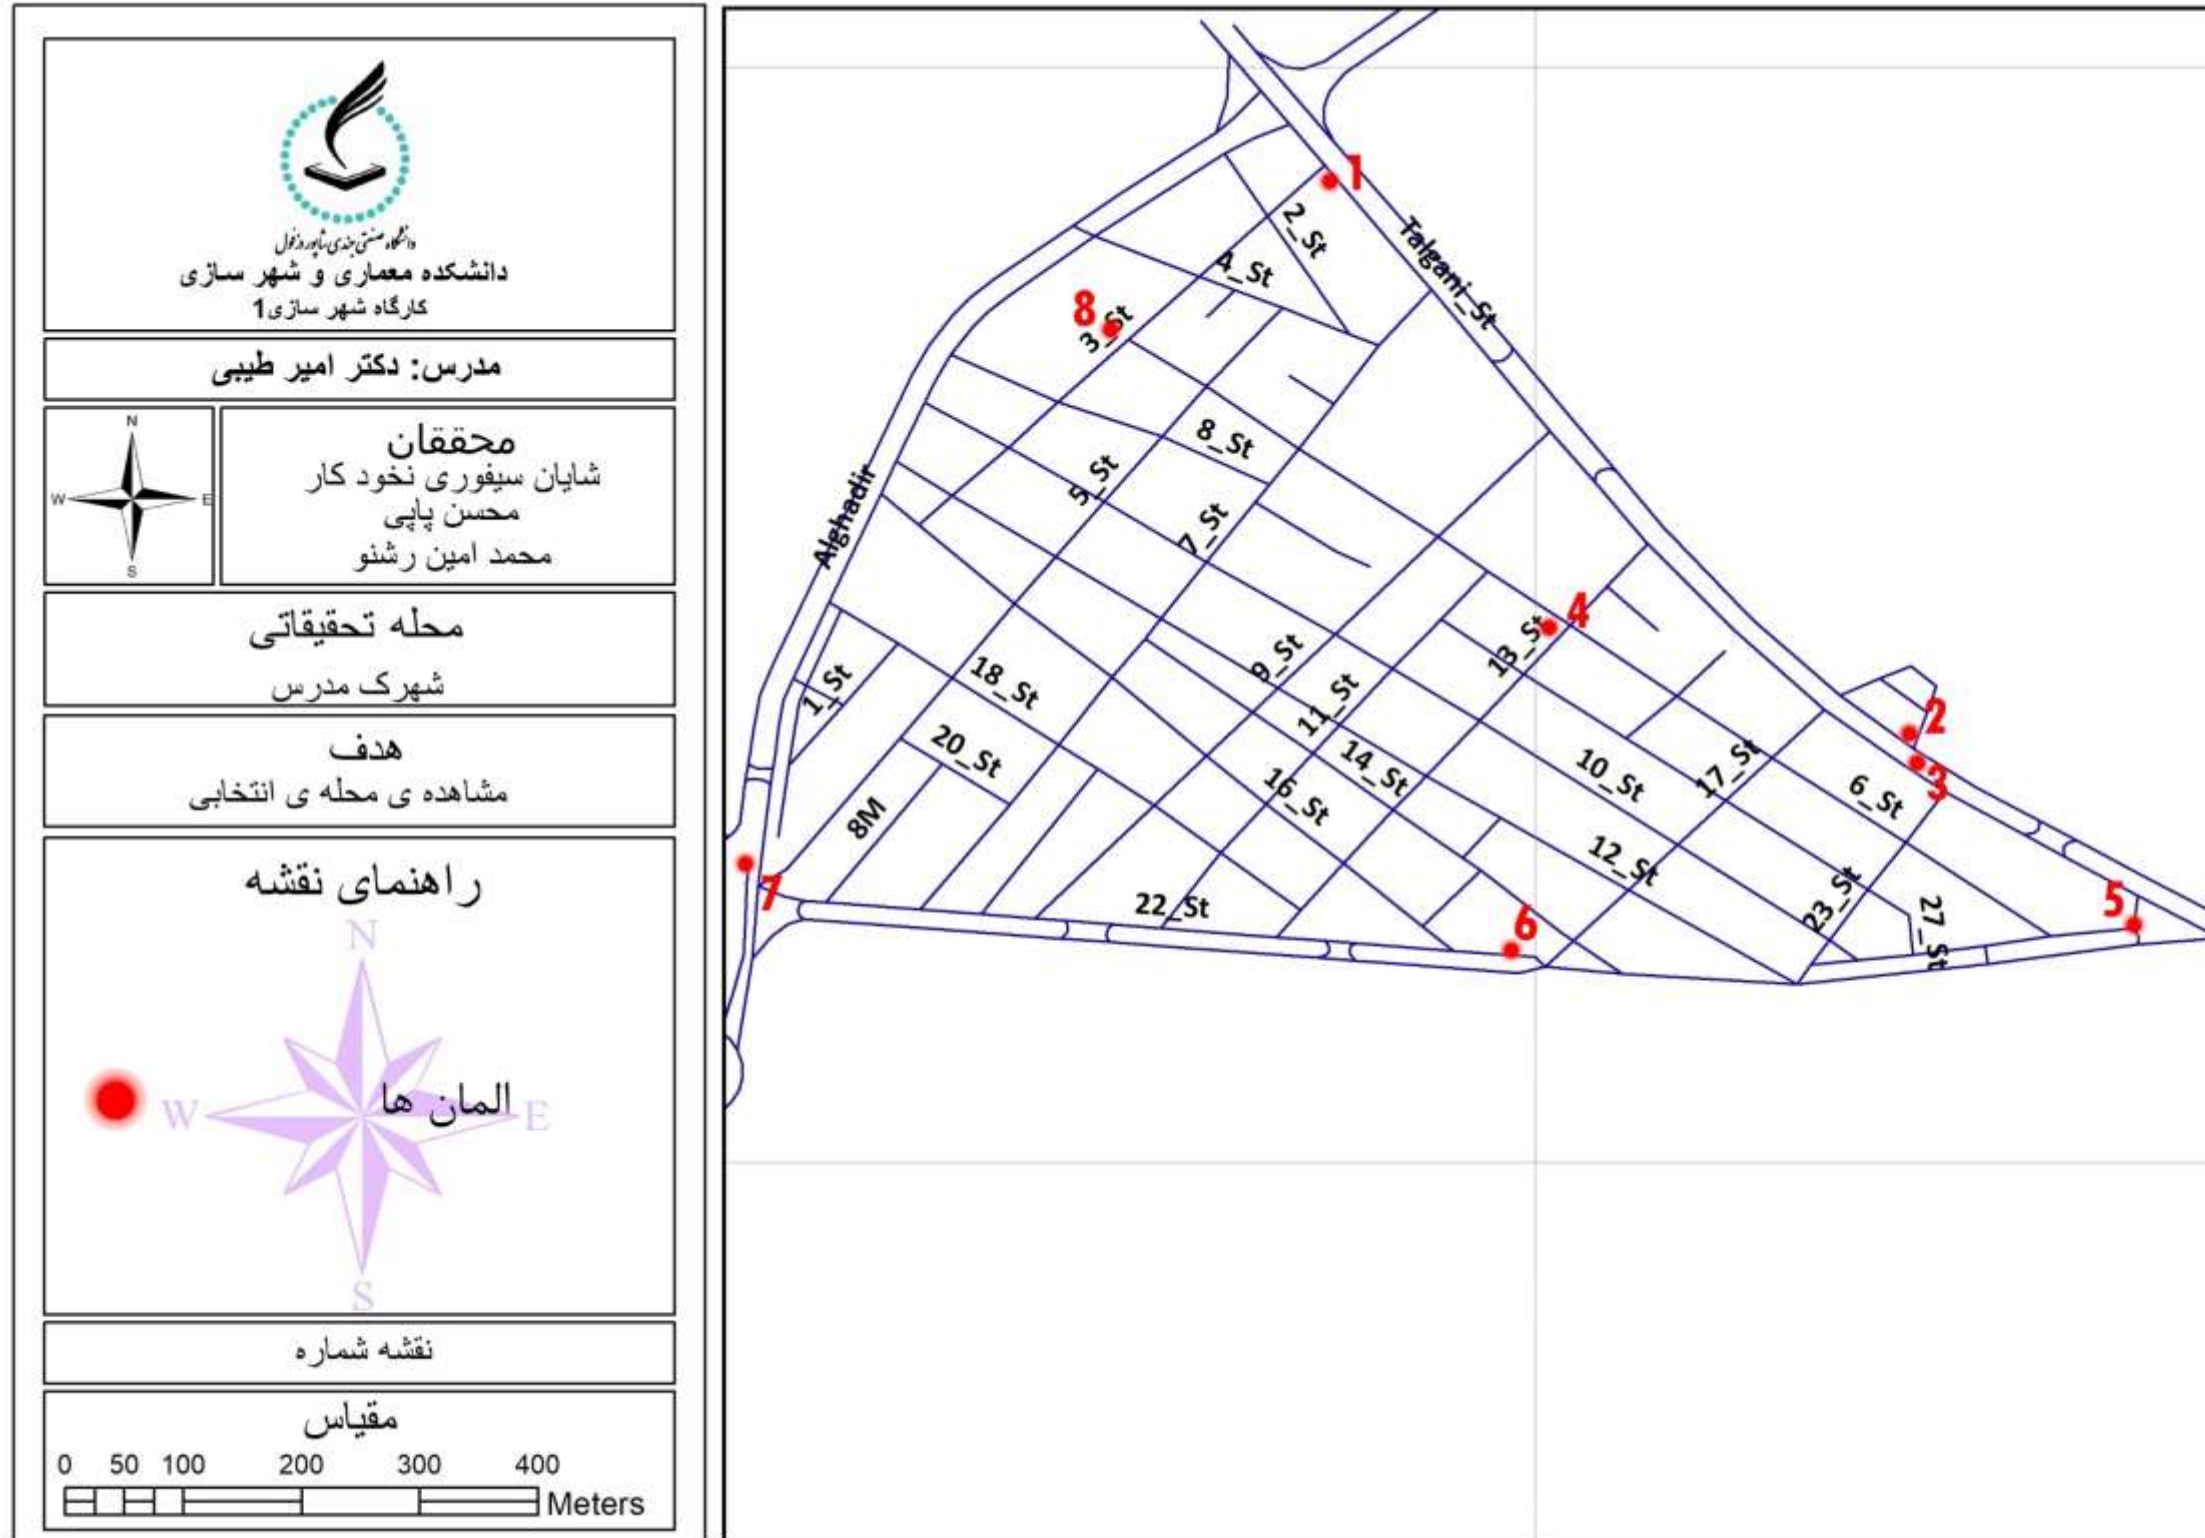 دانشگاه صنعتی جندی شاپور دزفول
دانشکده معماری و شهر سازی
کارگاه شهر سازی1
مدرس: دکتر امیر طیبی
N
W
E
S
محققان
شایان سیفوری نخود کار
محسن پاپی
محمد امین رشنو
محله تحقیقاتی
شهرک مدرس
هدف
مشاهده ی محله ی انتخابی
راهنمای نقشه
N
W
المان ها
E
S
نقشه شماره
مقیاس
0 50 100 200 300 400
Meters
1
2_St
Talgani_St
4_St
8
3_St
8_St
5_St
Alghadir
7_St
4
13_St
9_St
1_St
18_St
11_St
2
20_St
14_St
10_St
17_St
3
16_St
6_St
8M
12_St
7
22_St
23_St
27_St
5
6